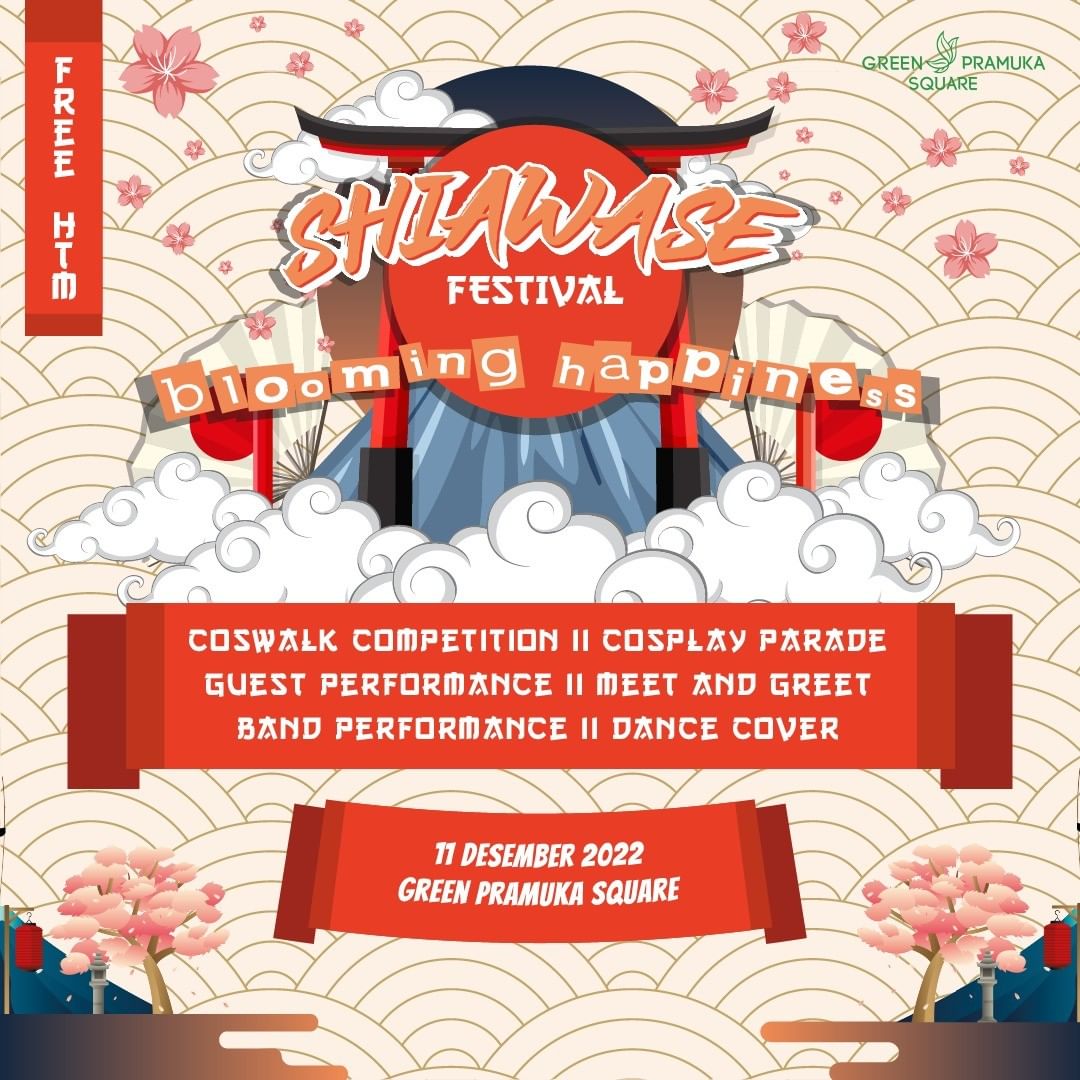 FREE HTM
GREEN PRAMUKA
SQUARE
SHIAWASE
FESTIVAL
blooming happiness
COSWALK COMPETITION II COSPLAY PARADE
GUEST PERFORMANCE II MEET AND GREET
BAND PERFORMANCE II DANCE COVER
11 DESEMBER 2022
GREEN PRAMUKA SQUARE